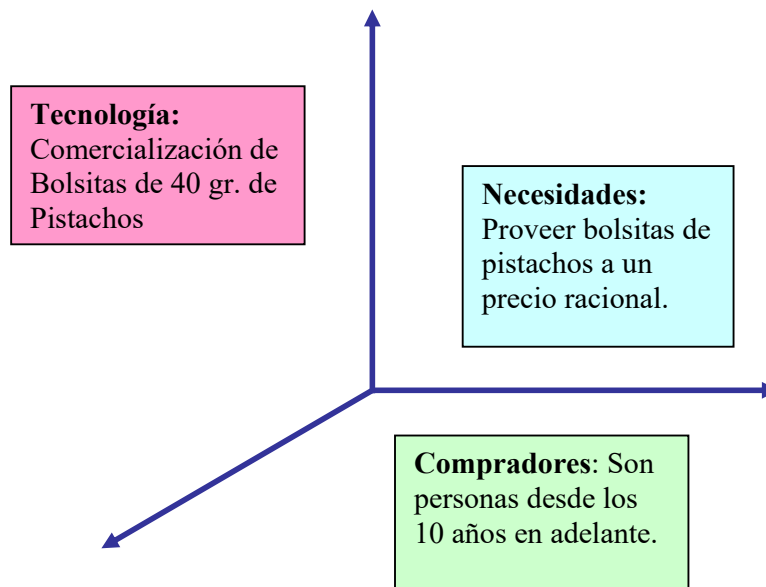 Tecnología:
Comercialización de
Bolsitas de 40 gr. de
Pistachos
Necesidades:
Proveer bolsitas de
pistachos a un
precio racional.
Compradores: Son
personas desde los
10 años en adelante.